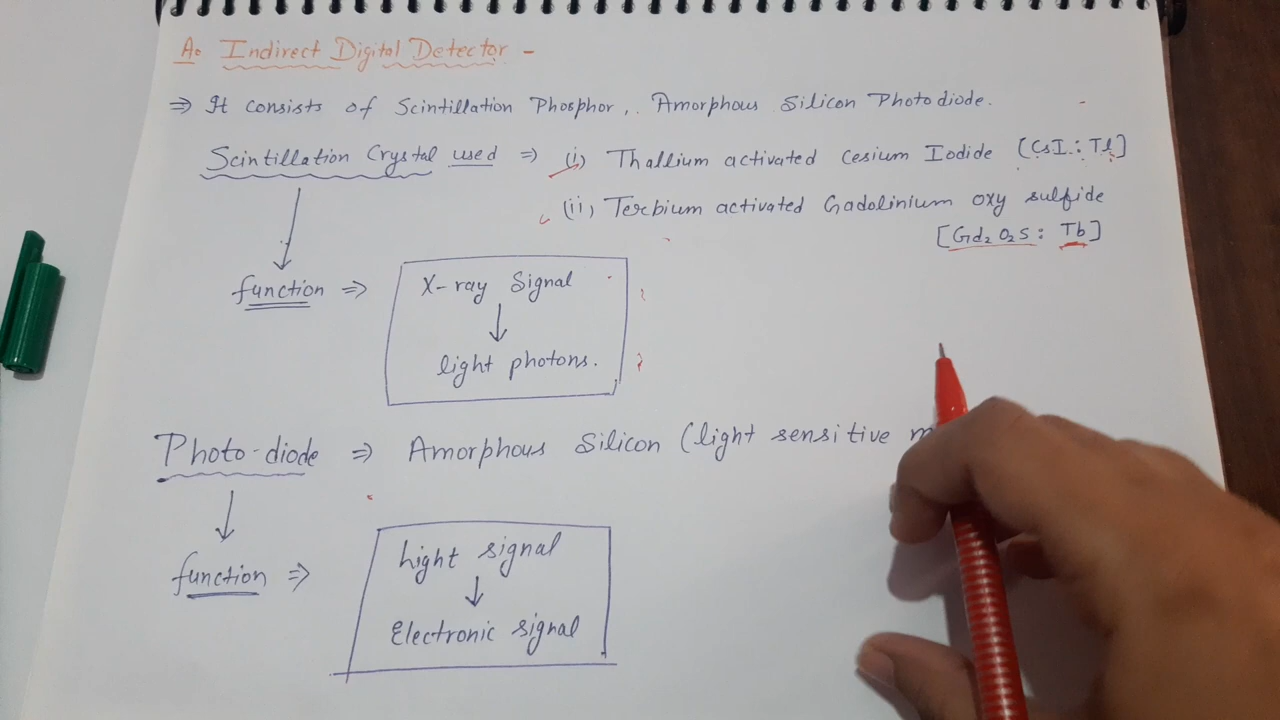 A. Indirect Digital Detector -
⇒ It consists of Scintillation Phosphor, Amorphous Silicon Photodiode.
Scintillation Crystal used ⇒ (i) Thallium activated Cesium Iodide [CsI:Tl]
(ii) Terbium activated Gadolinium oxy sulfide
[Gd2O2S: Tb]
function ⇒ X-ray Signal
↓
light photons.
Photo-diode ⇒ Amorphous Silicon (light sensitive
function ⇒ Light signal
↓
Electronic signal